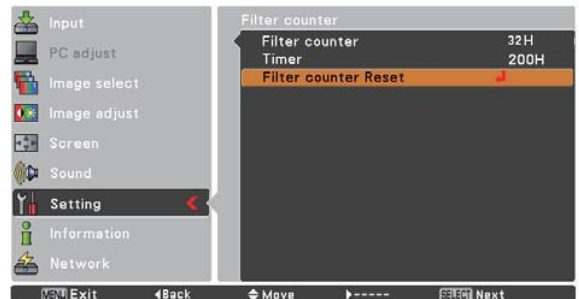 Input
PC adjust
Image select
Image adjust
Screen
Sound
Setting
Information
Network
Filter counter
Filter counter 32H
Timer 200H
Filter counter Reset
MENU Exit Back Move ----- SELECT Next